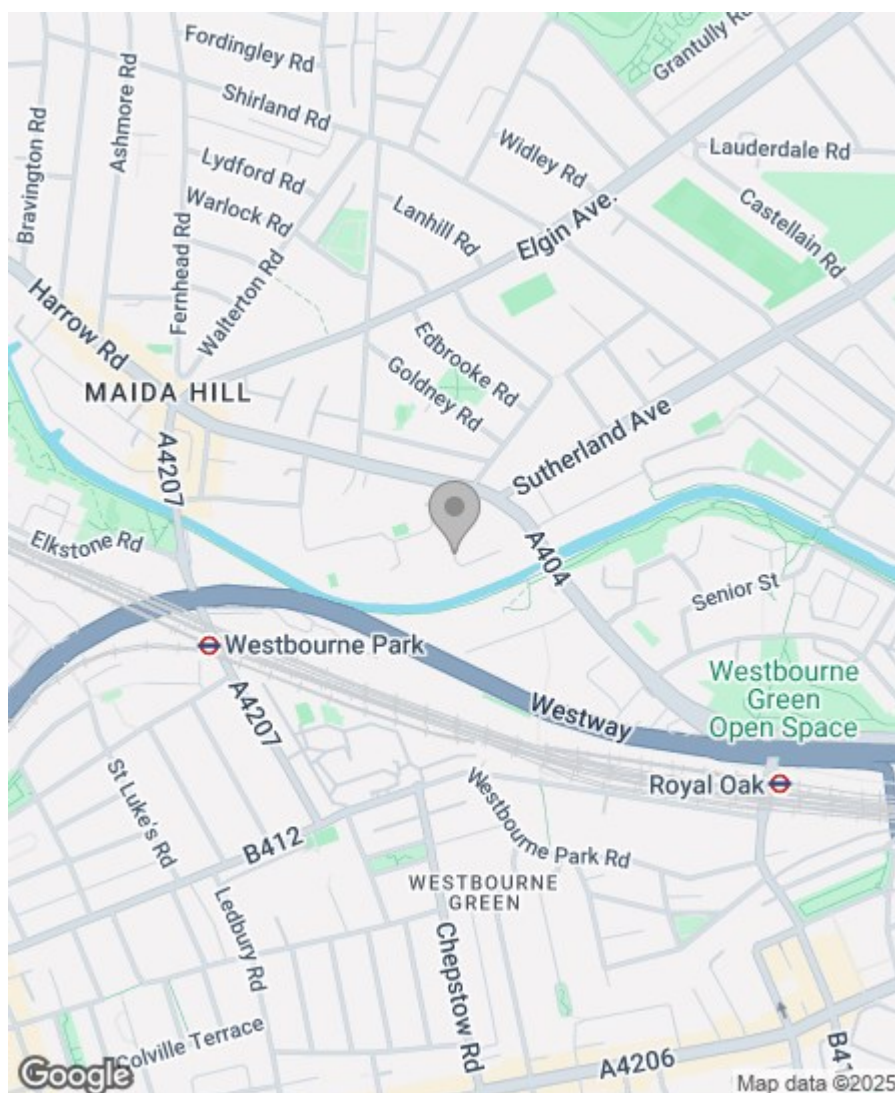 Fordingley Rd
Grantully Rd
Ashmore Rd
Shirland Rd
Bravington Rd
Widley Rd
Lauderdale Rd
Lydford Rd
Warlock Rd
Lanhill Rd
Castellain Rd
Fernhead Rd
Elgin Ave.
Walterton Rd
Harrow Rd
Edbrooke Rd
MAIDA HILL
Goldney Rd
Sutherland Ave
A4207
Elkstone Rd
A404
Senior St
Westbourne Park
Westbourne
Green
Open Space
A4207
Westway
Royal Oak
St Luke's Rd
Westbourne Park Rd
B412
WESTBOURNE
GREEN
Ledbury Rd
Chepstow Rd
Colville Terrace
A4206
Google
Map data ©2025